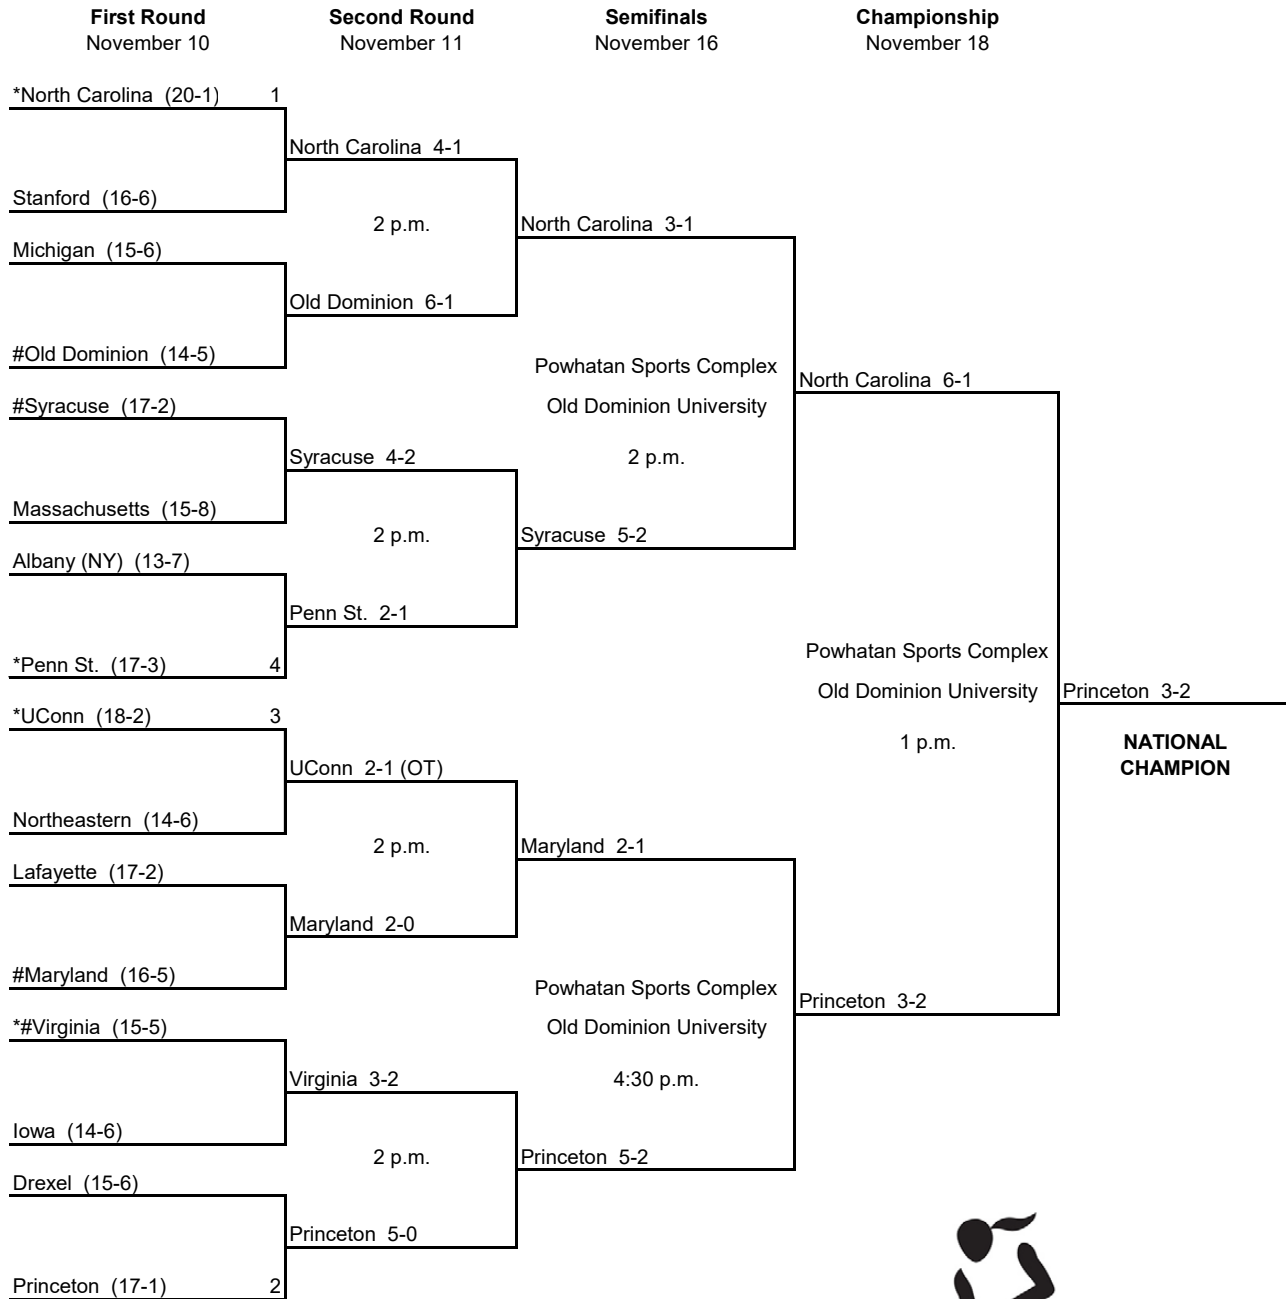 First Round
November 10
Second Round
November 11
Semifinals
November 16
Championship
November 18
*North Carolina (20-1) 1
North Carolina 4-1
Stanford (16-6)
2 p.m.
North Carolina 3-1
Michigan (15-6)
Old Dominion 6-1
#Old Dominion (14-5)
Powhatan Sports Complex
Old Dominion University
2 p.m.
North Carolina 6-1
#Syracuse (17-2)
Syracuse 4-2
Massachusetts (15-8)
2 p.m.
Syracuse 5-2
Albany (NY) (13-7)
Penn St. 2-1
*Penn St. (17-3) 4
Powhatan Sports Complex
Old Dominion University
1 p.m.
Princeton 3-2
NATIONAL
CHAMPION
*UConn (18-2) 3
UConn 2-1 (OT)
Northeastern (14-6)
2 p.m.
Maryland 2-1
Lafayette (17-2)
Maryland 2-0
#Maryland (16-5)
Powhatan Sports Complex
Old Dominion University
4:30 p.m.
Princeton 3-2
*#Virginia (15-5)
Virginia 3-2
Iowa (14-6)
2 p.m.
Princeton 5-2
Drexel (15-6)
Princeton 5-0
Princeton (17-1) 2